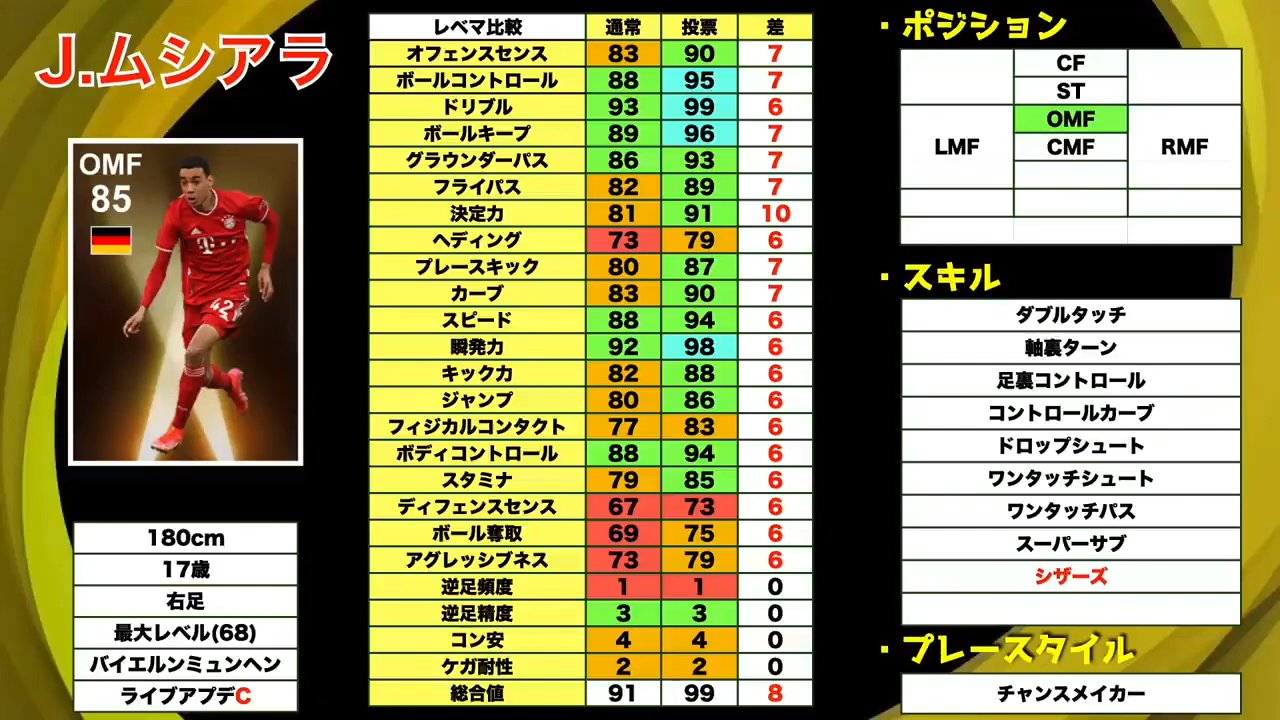 J.ムシアラ
OMF
85
42
180cm
17歳
右足
最大レベル(68)
バイエルンミュンヘン
ライブアプデC
レベマ比較 通常 投票 差
オフェンスセンス 83 90 7
ボールコントロール 88 95 7
ドリブル 93 99 6
ボールキープ 89 96 7
グラウンダーパス 86 93 7
フライパス 82 89 7
決定力 81 91 10
ヘディング 73 79 6
プレースキック 80 87 7
カーブ 83 90 7
スピード 88 94 6
瞬発力 92 98 6
キック力 82 88 6
ジャンプ 80 86 6
フィジカルコンタクト 77 83 6
ボディコントロール 88 94 6
スタミナ 79 85 6
ディフェンスセンス 67 73 6
ボール奪取 69 75 6
アグレッシブネス 73 79 6
逆足頻度 1 1 0
逆足精度 3 3 0
コン安 4 4 0
ケガ耐性 2 2 0
総合値 91 99 8
・ポジション
CF
ST
OMF
LMF CMF RMF
・スキル
ダブルタッチ
軸裏ターン
足裏コントロール
コントロールカーブ
ドロップシュート
ワンタッチシュート
ワンタッチパス
スーパーサブ
シザーズ
・プレースタイル
チャンスメイカー